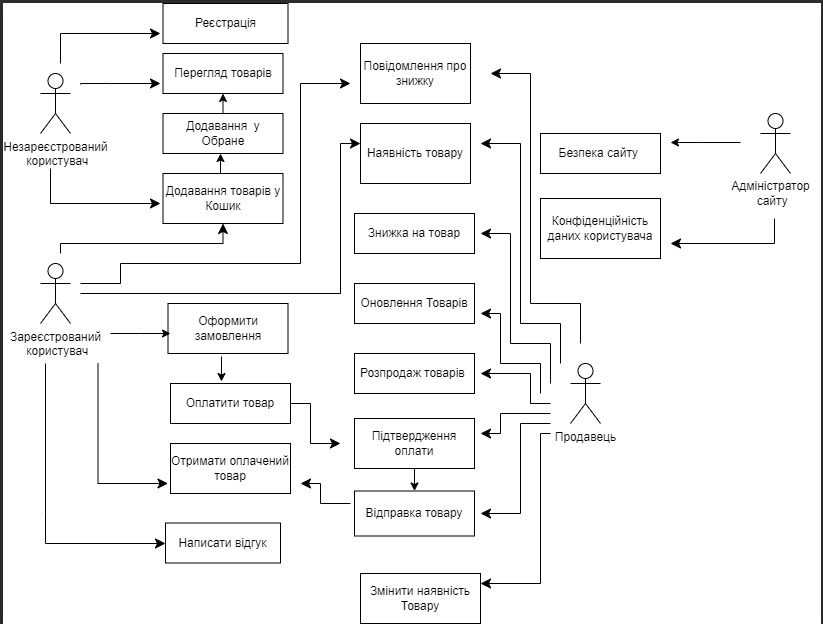 Реєстрація
Перегляд товарів
Додавання у
Обране
Додавання товарів у
Кошик
Незареєстрований
користувач
Повідомлення про
знижку
Наявність товару
Знижка на товар
Оновлення Товарів
Розпродаж товарів
Підтвердження
оплати
Відправка товару
Змінити наявність
Товару
Безпека сайту
Конфіденційність
даних користувача
Адміністратор
сайту
Зареєстрований
користувач
Оформити
замовлення
Оплатити товар
Отримати оплачений
товар
Написати відгук
Продавець